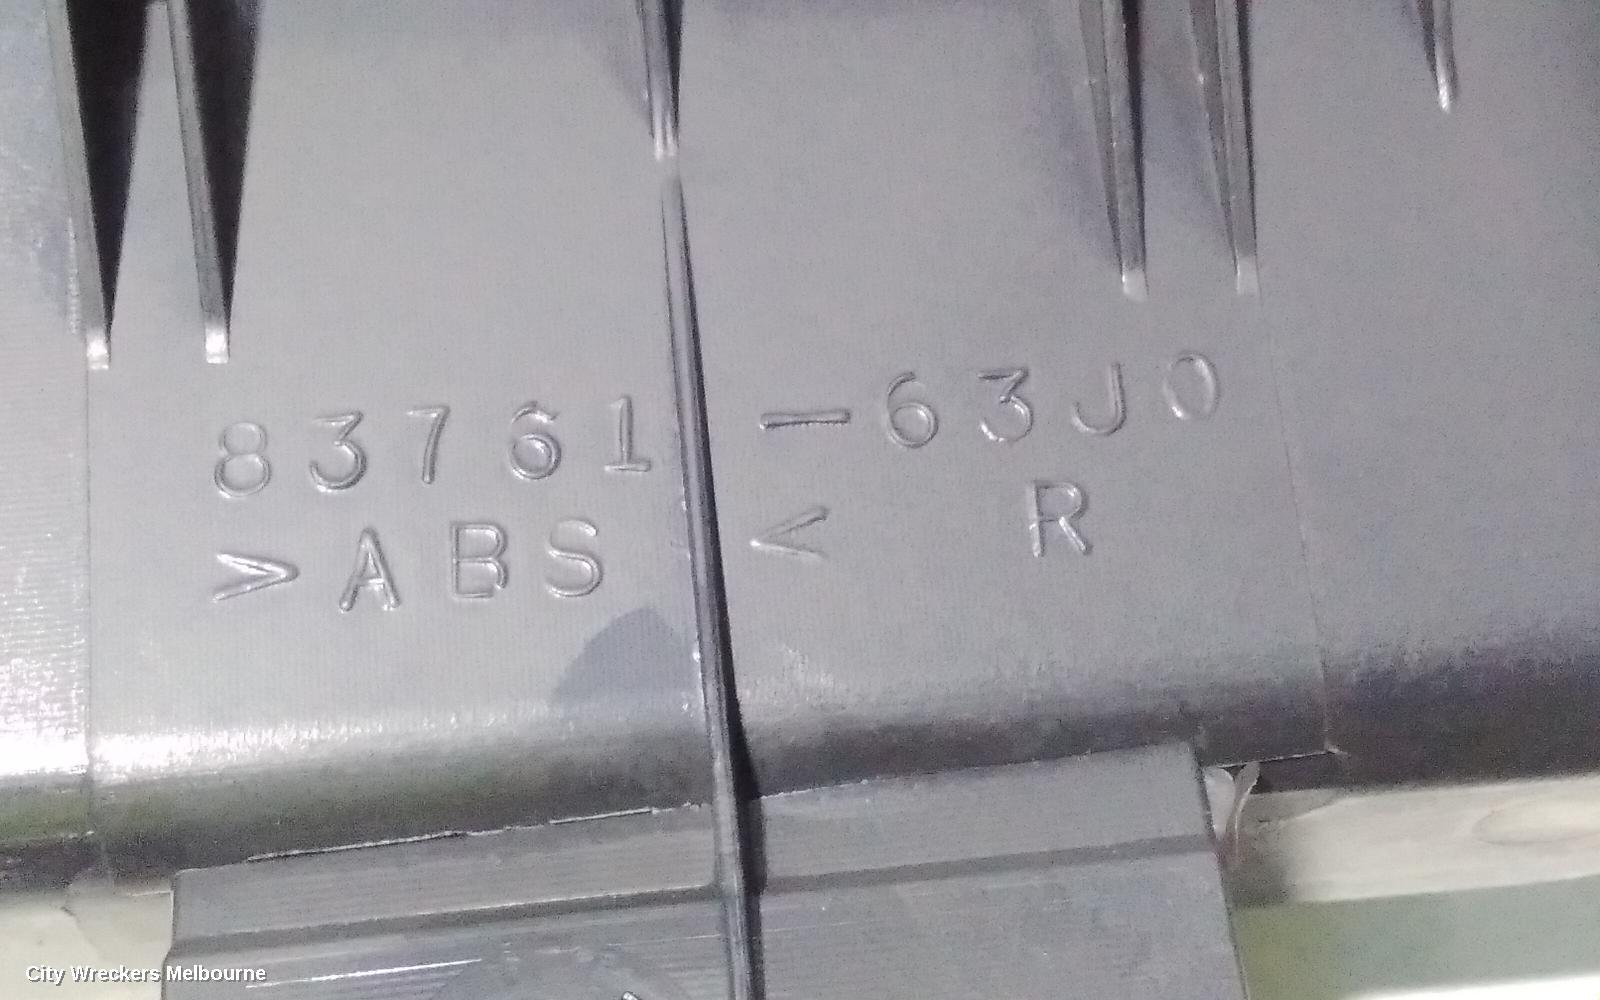 83761-63J0
>ABS< R
City Wreckers Melbourne